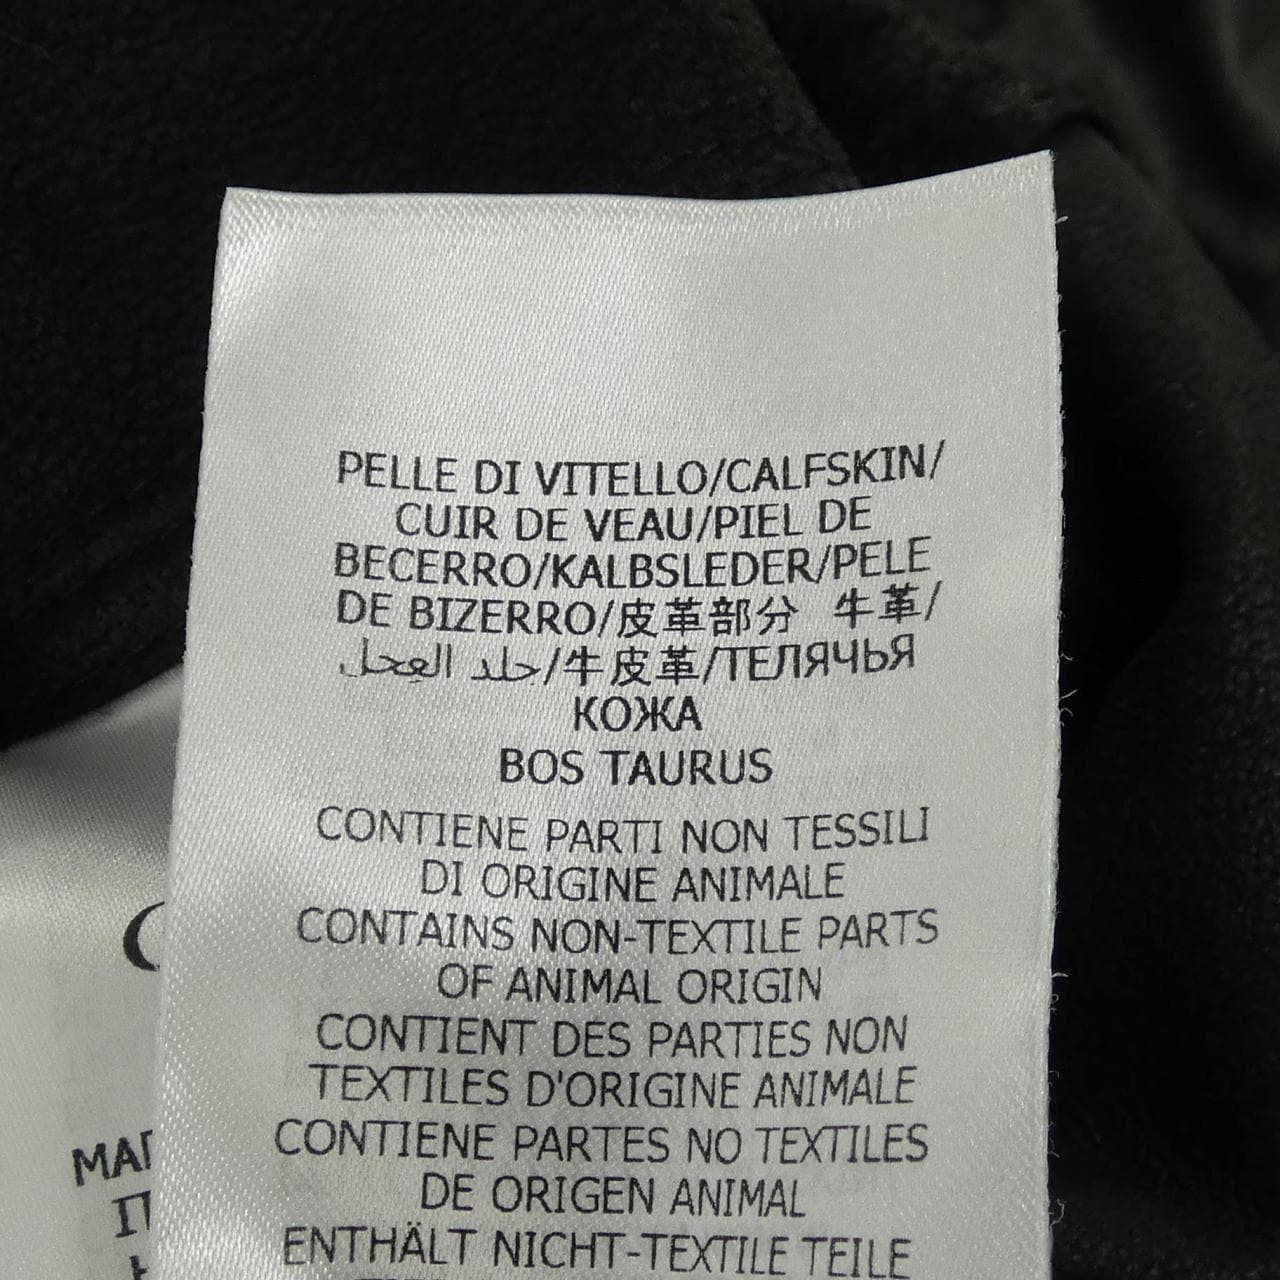 PELLE DI VITELLO/CALFSKIN/
CUIR DE VEAU/PIEL DE
BECERRO/KALBSLEDER/PELE
DE BIZERRO/皮革部分 牛革/
جلد العجل/牛皮革/ТЕЛЯЧЬЯ
КОЖА
BOS TAURUS
CONTIENE PARTI NON TESSILI
DI ORIGINE ANIMALE
CONTAINS NON-TEXTILE PARTS
OF ANIMAL ORIGIN
CONTIENT DES PARTIES NON
TEXTILES D'ORIGINE ANIMALE
CONTIENE PARTES NO TEXTILES
DE ORIGEN ANIMAL
ENTHÄLT NICHT-TEXTILE TEILE